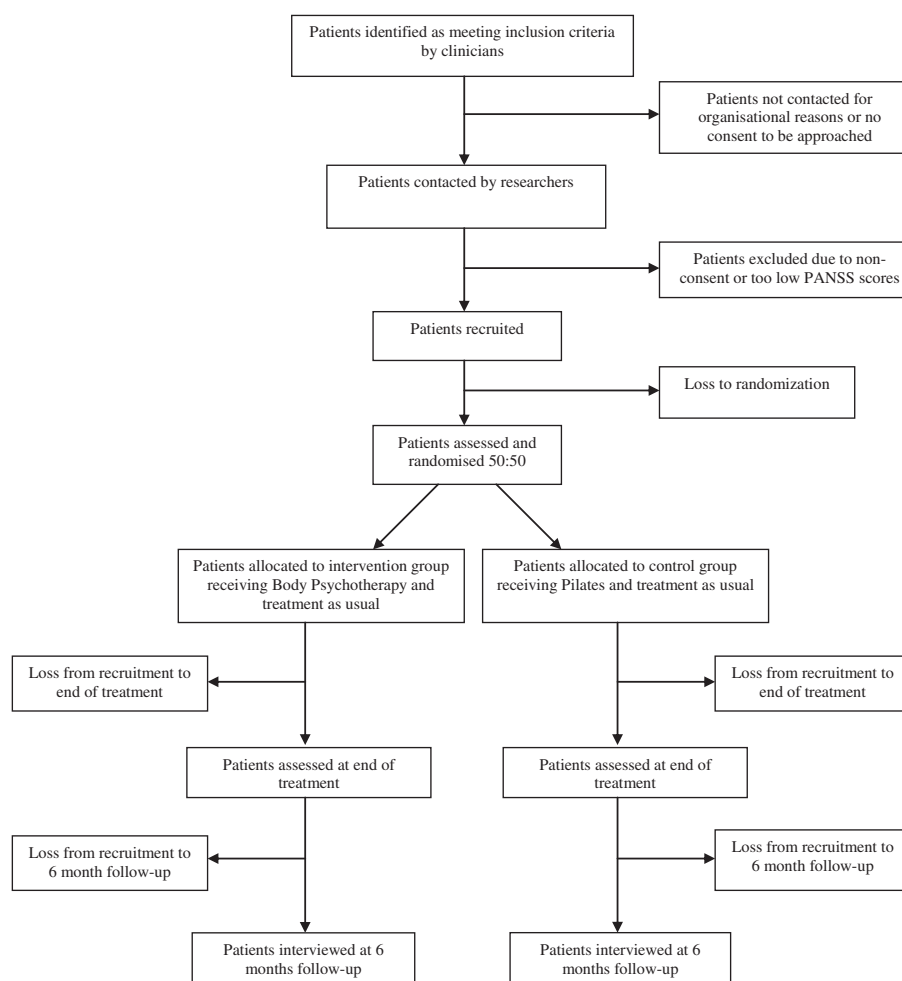 Patients identified as meeting inclusion criteria
by clinicians
Patients not contacted for
organisational reasons or no
consent to be approached
Patients contacted by researchers
Patients excluded due to non-
consent or too low PANSS scores
Patients recruited
Loss to randomization
Patients assessed and
randomised 50:50
Patients allocated to intervention group
receiving Body Psychotherapy and
treatment as usual
Patients allocated to control group
receiving Pilates and treatment as usual
Loss from recruitment to
end of treatment
Loss from recruitment to
end of treatment
Patients assessed at end of
treatment
Patients assessed at end of
treatment
Loss from recruitment to
6 month follow-up
Loss from recruitment to
6 month follow-up
Patients interviewed at 6
months follow-up
Patients interviewed at 6
months follow-up